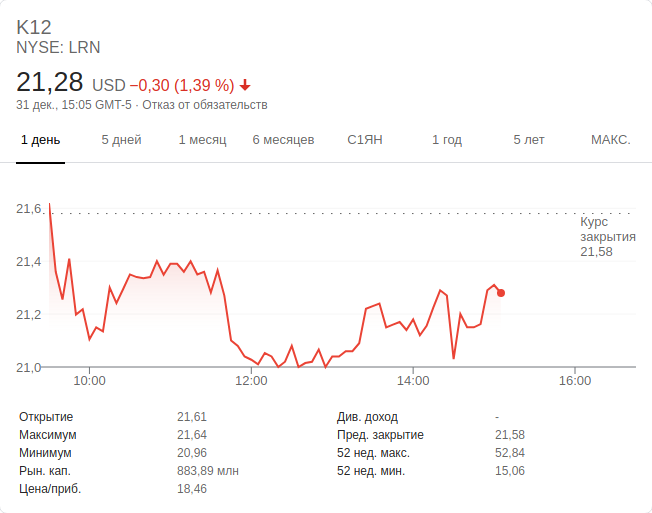 K12
NYSE: LRN
21,28 USD −0,30 (1,39 %)
31 дек., 15:05 GMT-5 · Отказ от обязательств
1 день 5 дней 1 месяц 6 месяцев С1ЯН 1 год 5 лет МАКС.
21,6
Курс
закрытия
21,58
21,4
21,2
21,0
10:00 12:00 14:00 16:00
Открытие 21,61 Див. доход -
Максимум 21,64 Пред. закрытие 21,58
Минимум 20,96 52 нед. макс. 52,84
Рын. кап. 883,89 млн 52 нед. мин. 15,06
Цена/приб. 18,46